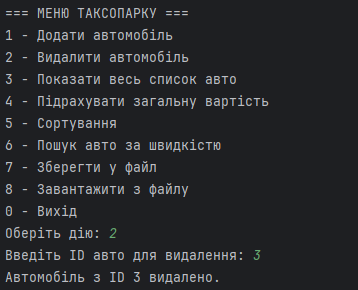 === МЕНЮ ТАКСОПАРКУ ===
1 - Додати автомобіль
2 - Видалити автомобіль
3 - Показати весь список авто
4 - Підрахувати загальну вартість
5 - Сортування
6 - Пошук авто за швидкістю
7 - Зберегти у файл
8 - Завантажити з файлу
0 - Вихід
Оберіть дію: 2
Введіть ID авто для видалення: 3
Автомобіль з ID 3 видалено.